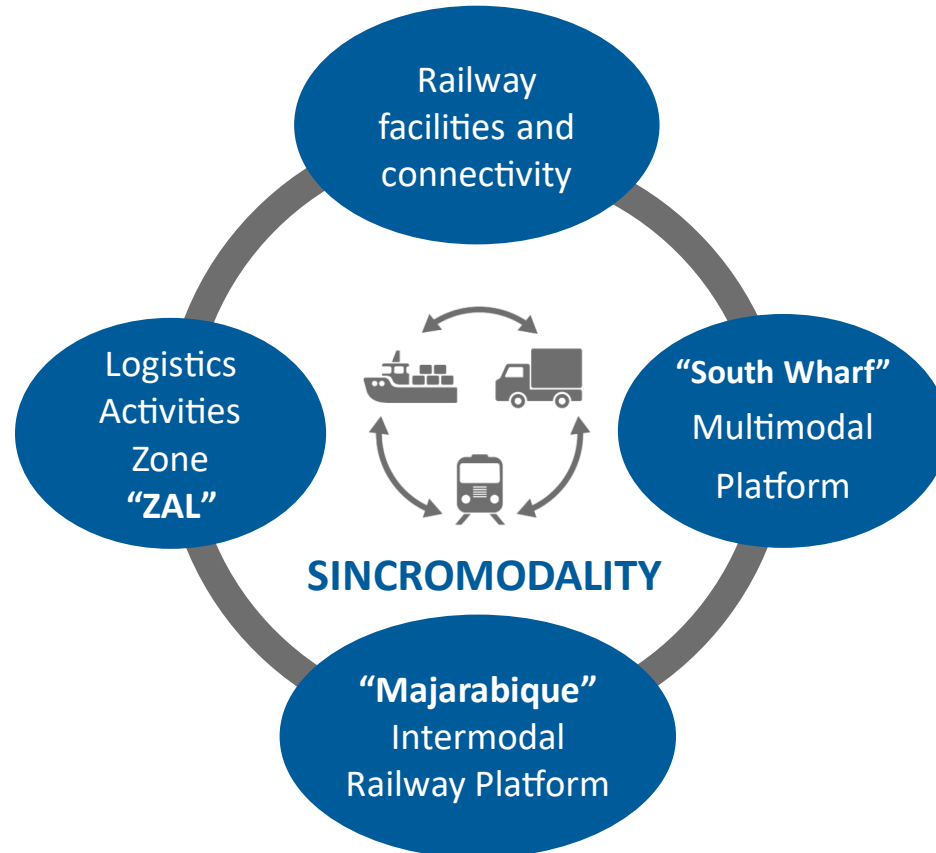 Railway
facilities and
connectivity
Logistics
Activities
Zone
“ZAL”
“South Wharf”
Multimodal
Platform
SINCROMODALITY
“Majarabique”
Intermodal
Railway Platform